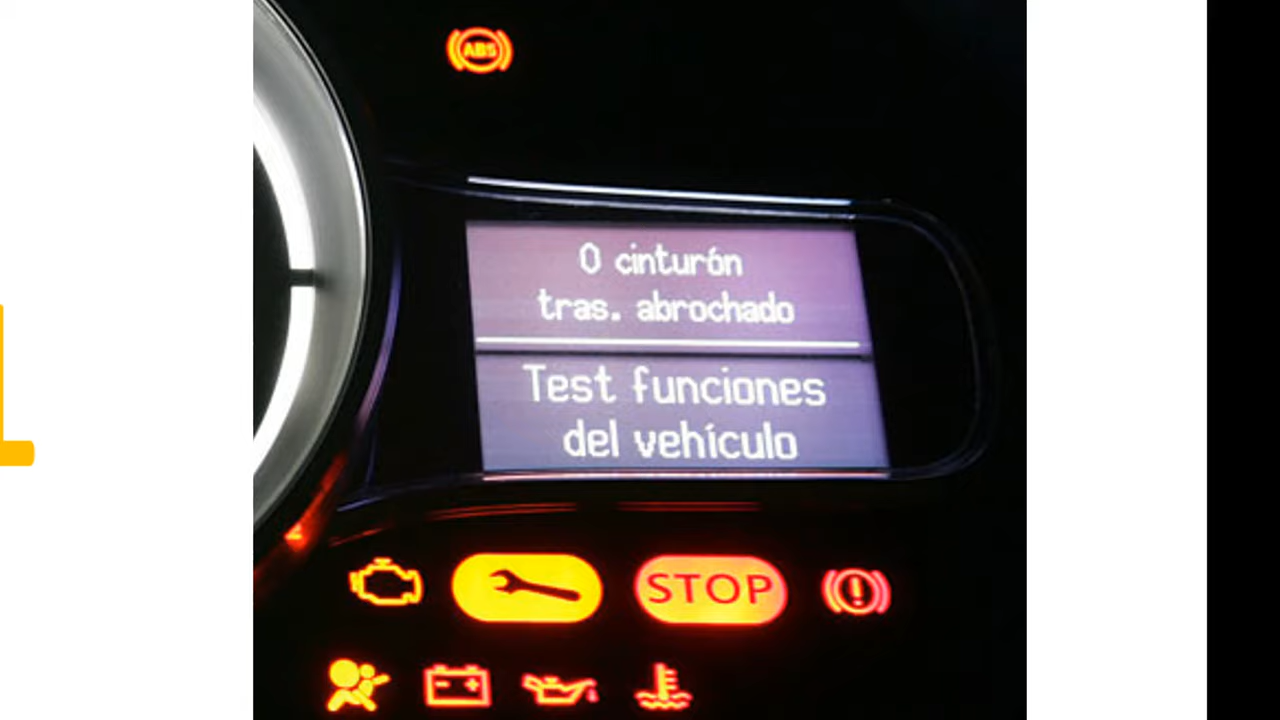 ABS
0 cinturón
tras. abrochado
Test funciones
del vehículo
STOP